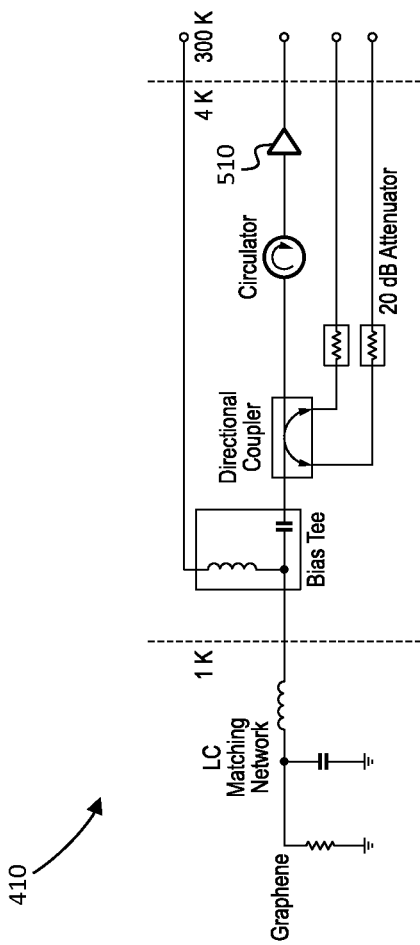 410
Graphene
LC
Matching
Network
1 K
Bias Tee
Directional
Coupler
Circulator
510
20 dB Attenuator
4 K
300 K